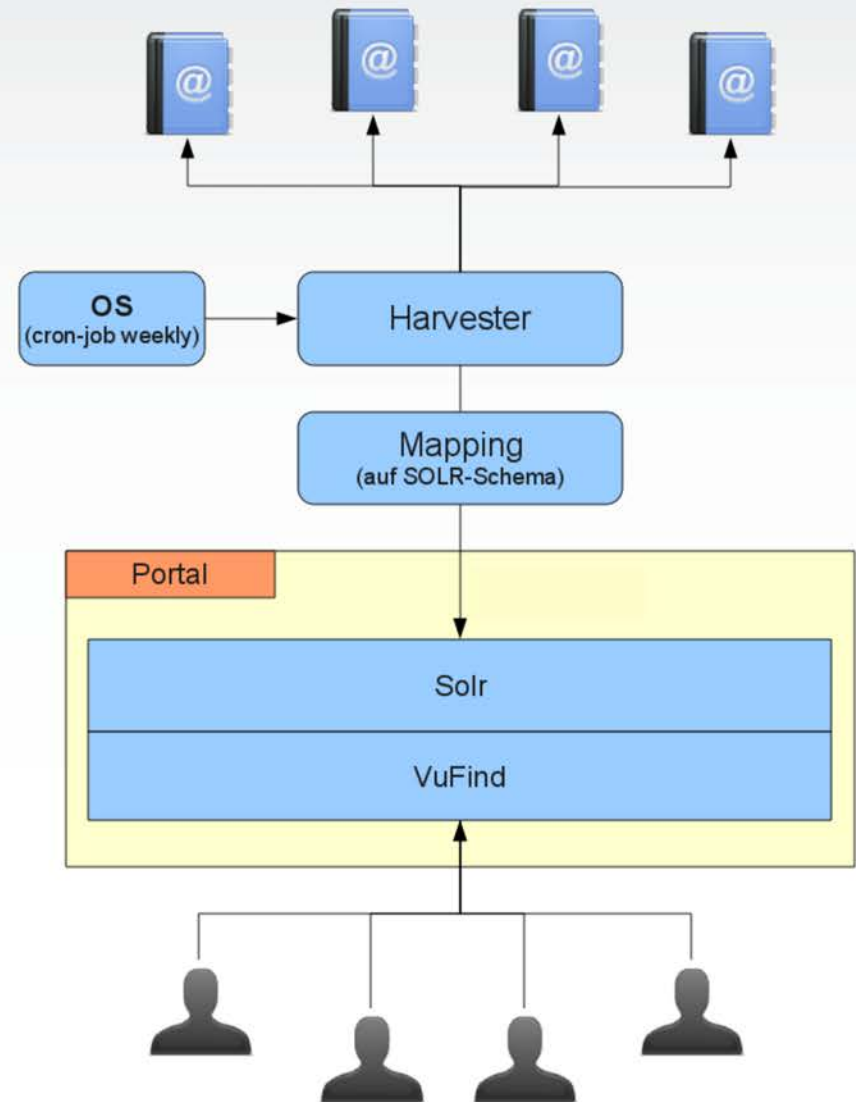 @ @ @ @
OS
(cron-job weekly)
Harvester
Mapping
(auf SOLR-Schema)
Portal
Solr
VuFind